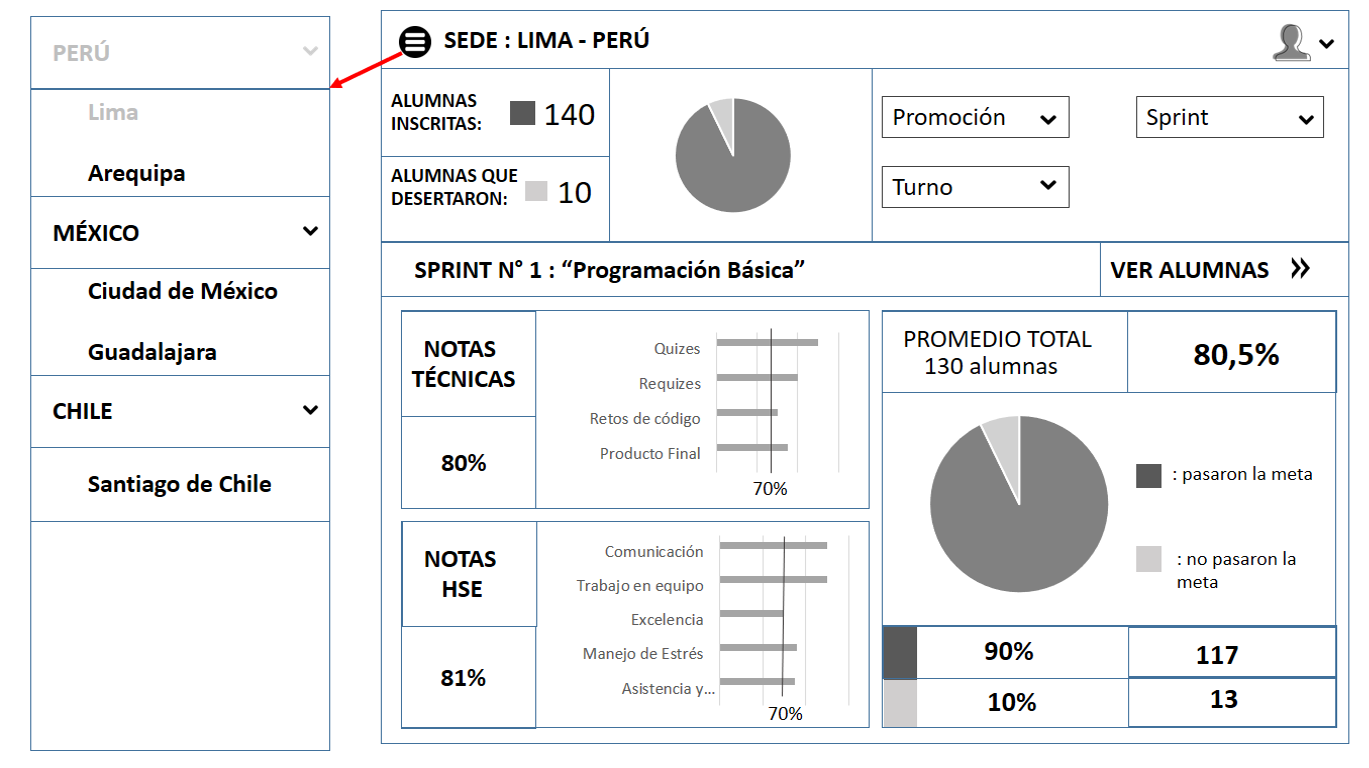 PERÚ
Lima
Arequipa
MÉXICO
Ciudad de México
Guadalajara
CHILE
Santiago de Chile
SEDE : LIMA - PERÚ
ALUMNAS
INSCRITAS:
140
ALUMNAS QUE
DESERTARON:
10
Promoción
Sprint
Turno
SPRINT N° 1 : “Programación Básica”
VER ALUMNAS
NOTAS
TÉCNICAS
80%
Quizes
Requizes
Retos de código
Producto Final
70%
NOTAS
HSE
81%
Comunicación
Trabajo en equipo
Excelencia
Manejo de Estrés
Asistencia y...
70%
PROMEDIO TOTAL
130 alumnas
80,5%
: pasaron la meta
: no pasaron la
meta
90%
117
10%
13